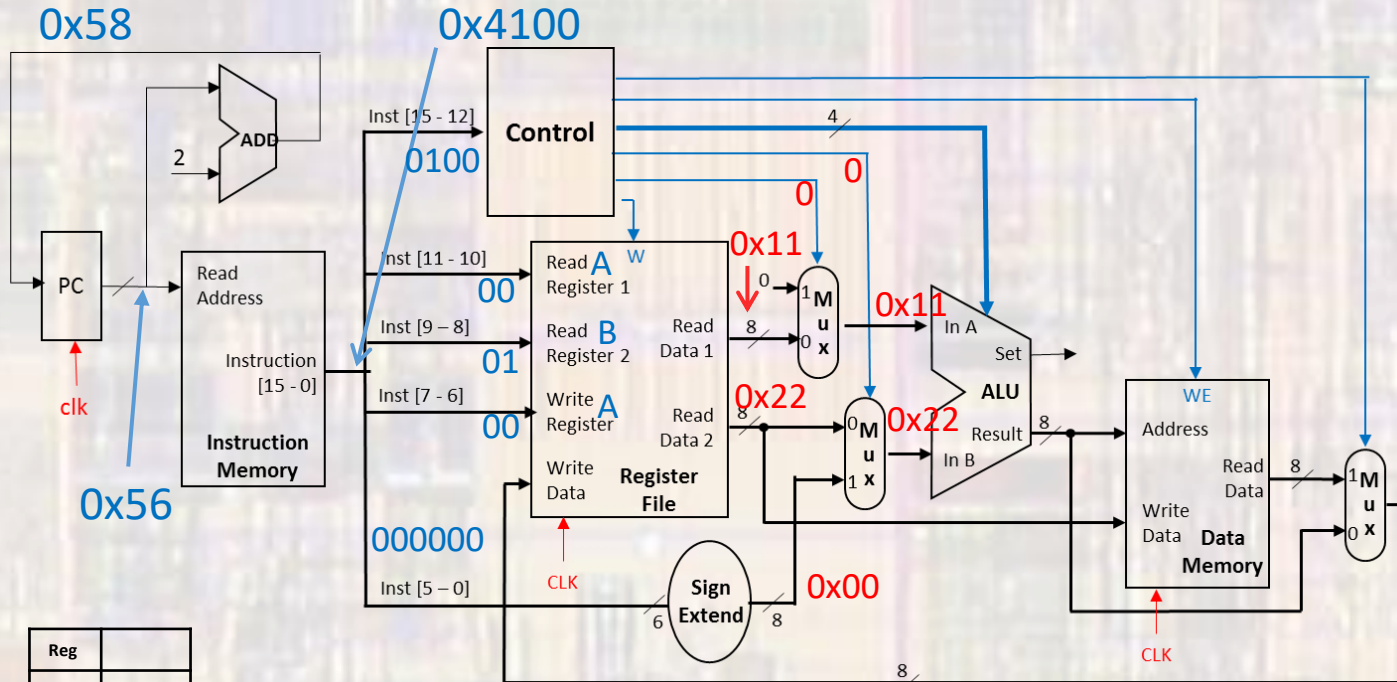 0x58
0x4100
ADD
2
Inst [15 - 12]
0100
Control
4
0
0
PC
clk
0x56
Read
Address
Instruction
[15 - 0]
Instruction
Memory
Inst [11 - 10]
00
Inst [9 – 8]
01
Inst [7 - 6]
00
000000
Inst [5 – 0]
W
Read A
Register 1
Read B
Register 2
Write A
Register
Write
Data
Read
Data 1
Read
Data 2
Register
File
CLK
0x11
8
0
1
0
M
u
x
0x11
0x22
8
0
1
M
u
x
0x22
6
Sign
Extend
8
0x00
In A
Set
ALU
Result
In B
8
WE
Address
Read
Data
Write
Data
Data
Memory
CLK
8
1
0
M
u
x
8
Reg